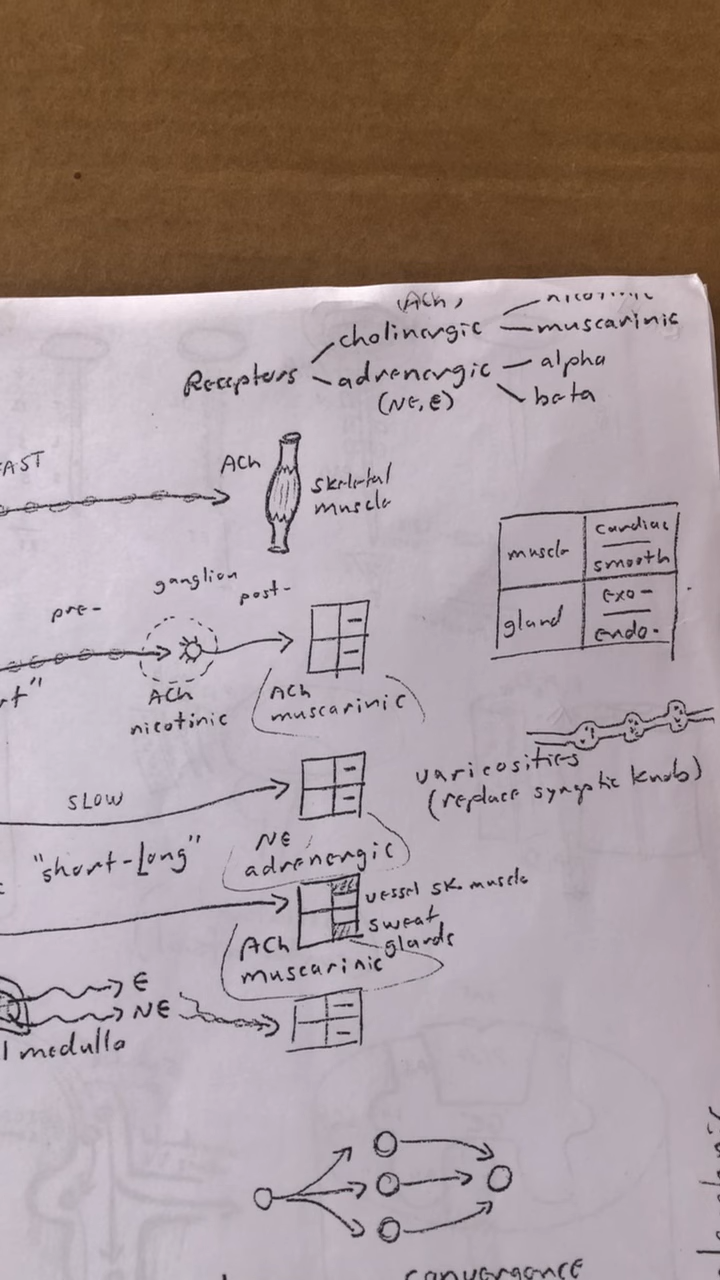 (ACh)
cholinergic
muscarinic
Receptors
adrenergic
alpha
(NE, E)
beta
ACh
skeletal
muscle
muscle
cardiac
smooth
gland
exo-
endo-
pre-
ganglion
post-
ACh
nicotinic
ACh
muscarinic
varicosities
(replace synaptic knob)
SLOW
"short-Long"
NE
adrenergic
vessel sk. muscle
sweat
glands
ACh
muscarinic
E
NE
medulla
convergence